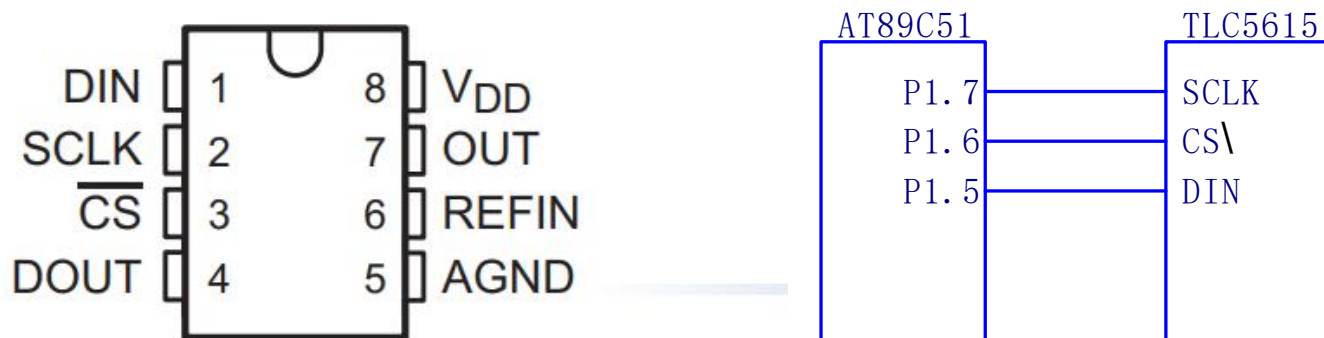 DIN 1 8 VDD
SCLK 2 7 OUT
CS 3 6 REFIN
DOUT 4 5 AGND
AT89C51 TLC5615
P1.7 SCLK
P1.6 CS\
P1.5 DIN